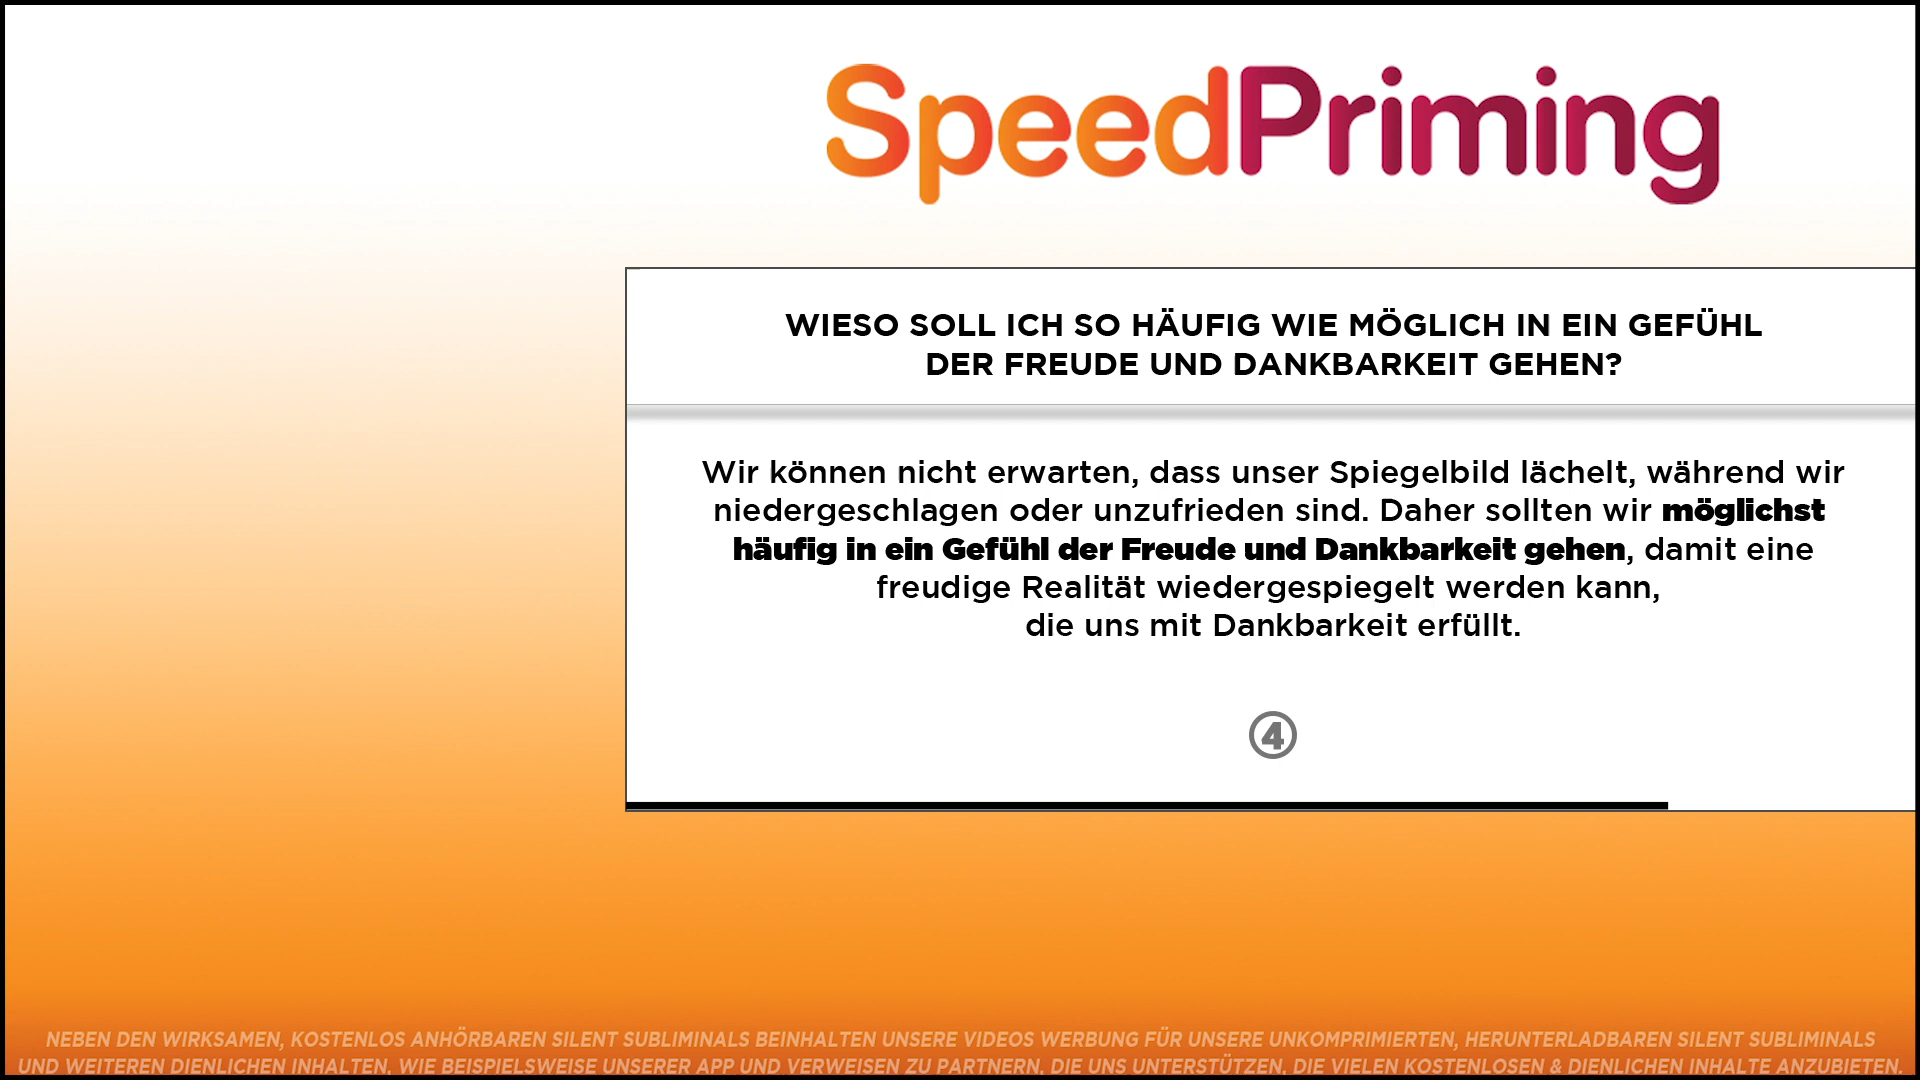 SpeedPriming
WIESO SOLL ICH SO HÄUFIG WIE MÖGLICH IN EIN GEFÜHL
DER FREUDE UND DANKBARKEIT GEHEN?
Wir können nicht erwarten, dass unser Spiegelbild lächelt, während wir
niedergeschlagen oder unzufrieden sind. Daher sollten wir möglichst
häufig in ein Gefühl der Freude und Dankbarkeit gehen, damit eine
freudige Realität wiedergespiegelt werden kann,
die uns mit Dankbarkeit erfüllt.
4
NEBEN DEN WIRKSAMEN, KOSTENLOS ANHÖRBAREN SILENT SUBLIMINALS BEINHALTEN UNSERE VIDEOS WERBUNG FÜR UNSERE UNKOMPRIMIERTEN, HERUNTERLADBAREN SILENT SUBLIMINALS
UND WEITEREN DIENLICHEN INHALTEN, WIE BEISPIELSWEISE UNSERER APP UND VERWEISEN ZU PARTNERN, DIE UNS UNTERSTÜTZEN, DIE VIELEN KOSTENLOSEN & DIENLICHEN INHALTE ANZUBIETEN.